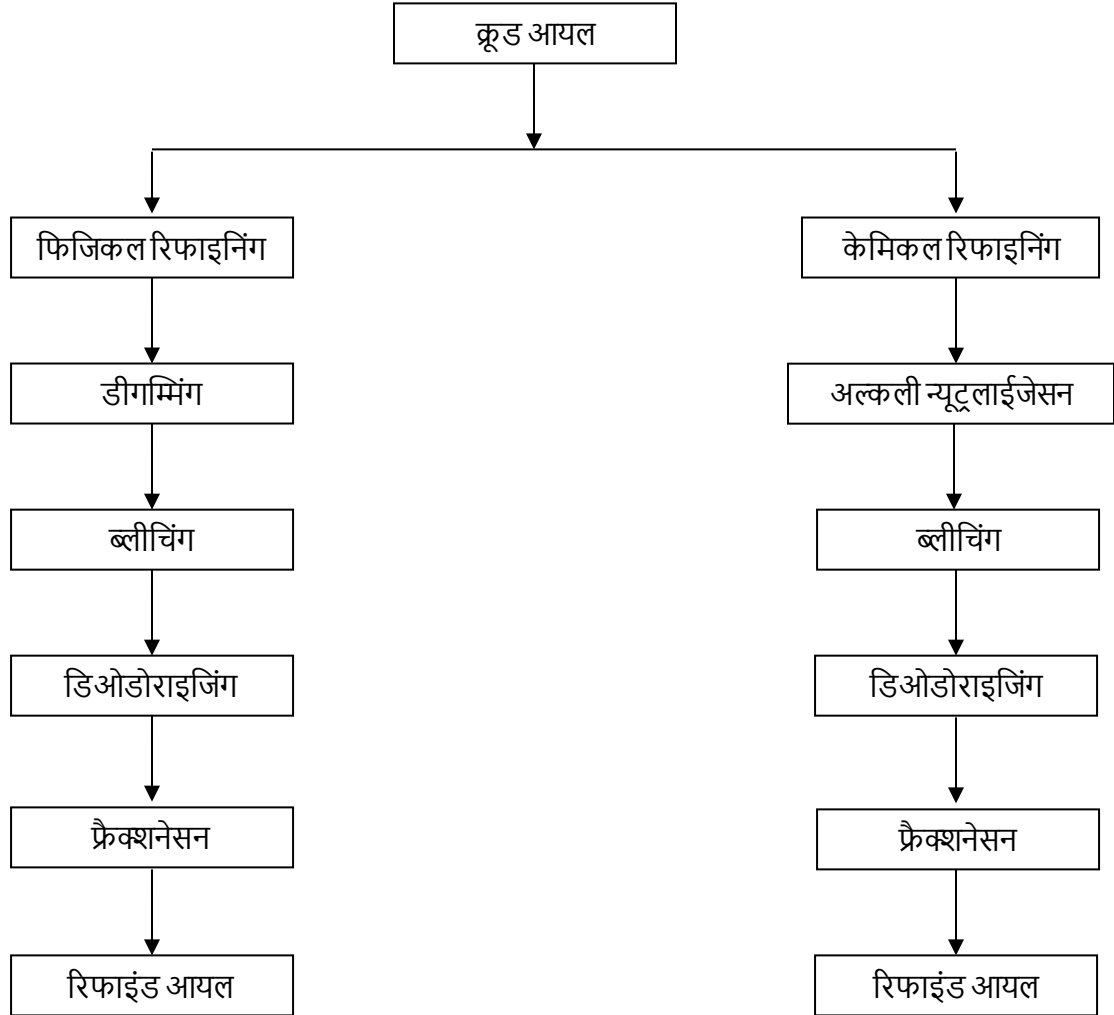 क्रूड आयल
फिजिकल रिफाइनिंग
केमिकल रिफाइनिंग
डीगम्मिंग
अल्कली न्यूट्रलाईजेसन
ब्लीचिंग
ब्लीचिंग
डिओडोराइजिंग
डिओडोराइजिंग
फ्रैक्शनेसन
फ्रैक्शनेसन
रिफाइंड आयल
रिफाइंड आयल